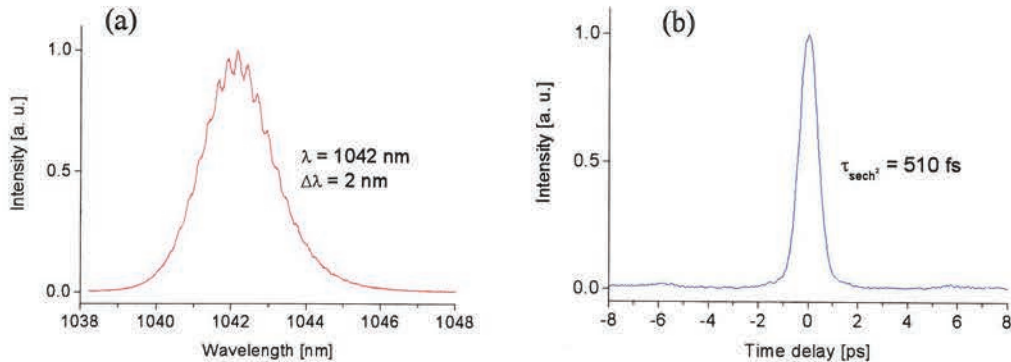 (a)
Intensity [a. u.]
1.0
0.5
0.0
λ = 1042 nm
Δλ = 2 nm
1038 1040 1042 1044 1046 1048
Wavelength [nm]
(b)
Intensity [a. u.]
1.0
0.5
0.0
τsech² = 510 fs
-8 -6 -4 -2 0 2 4 6 8
Time delay [ps]